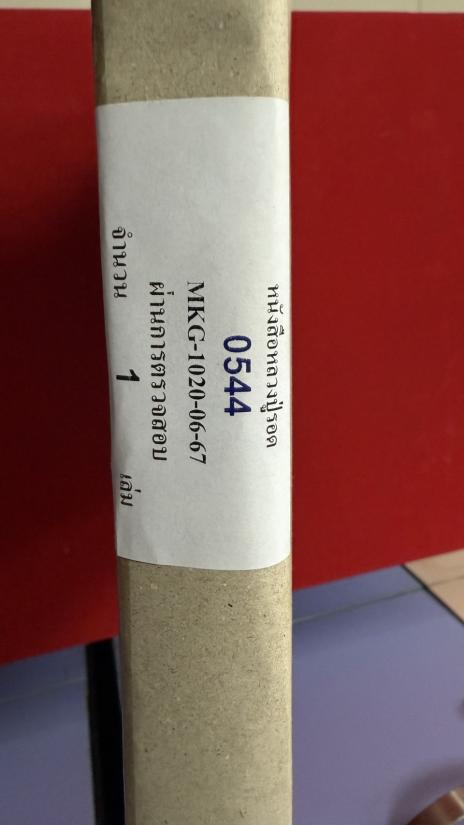 หนังสือหลวงปู่รอด
0544
MKG-1020-06-67
ผ่านการตรวจสอบ
จำนวน 1 เล่ม